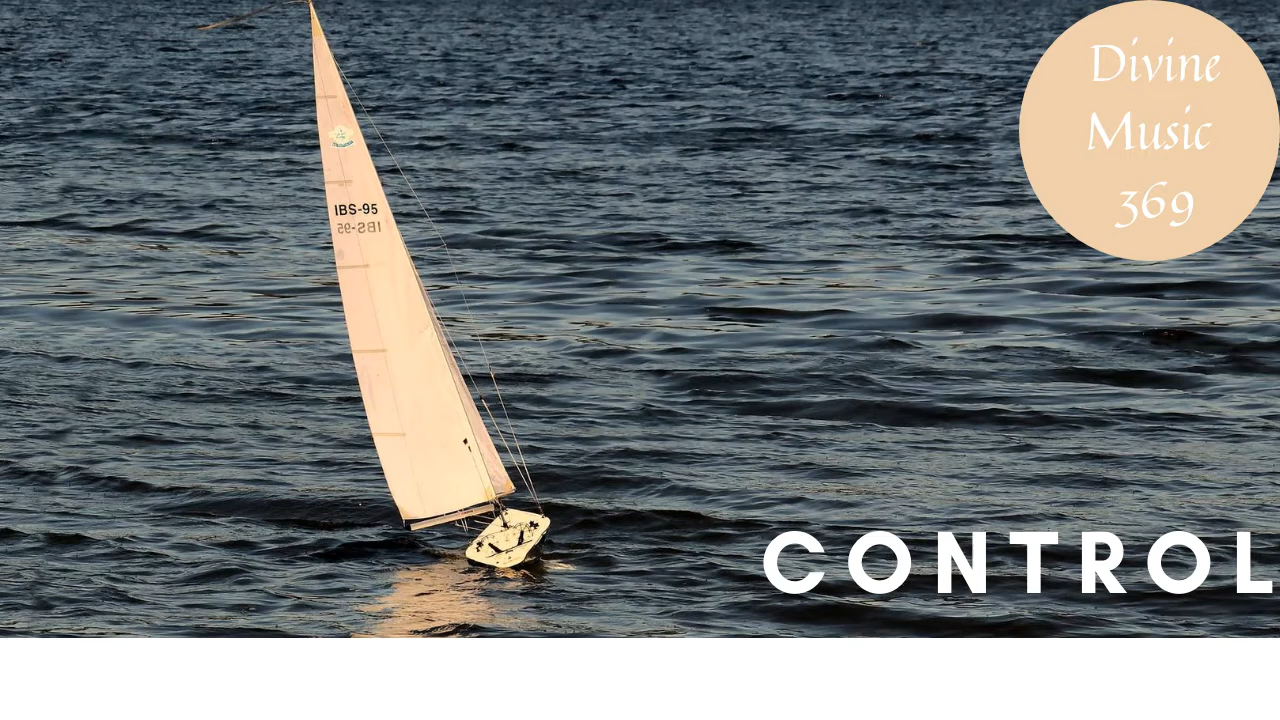 Divine
Music
369
IBS-95
IBS-95
CONTROL